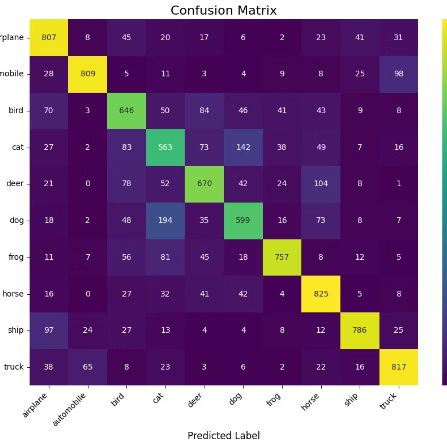 Confusion Matrix
rplane 807 8 45 20 17 6 2 23 41 31
mobile 28 809 5 11 3 4 9 8 25 98
bird 70 3 646 50 84 46 41 43 9 8
cat 27 2 83 563 73 142 38 49 7 16
deer 21 0 78 52 670 42 24 104 8 1
dog 18 2 48 194 35 599 16 73 8 7
frog 11 7 56 81 45 18 757 8 12 5
horse 16 0 27 32 41 42 4 825 5 8
ship 97 24 27 13 4 4 8 12 786 25
truck 38 65 8 23 3 6 2 22 16 817
airplane automobile bird cat deer dog frog horse ship truck
Predicted Label